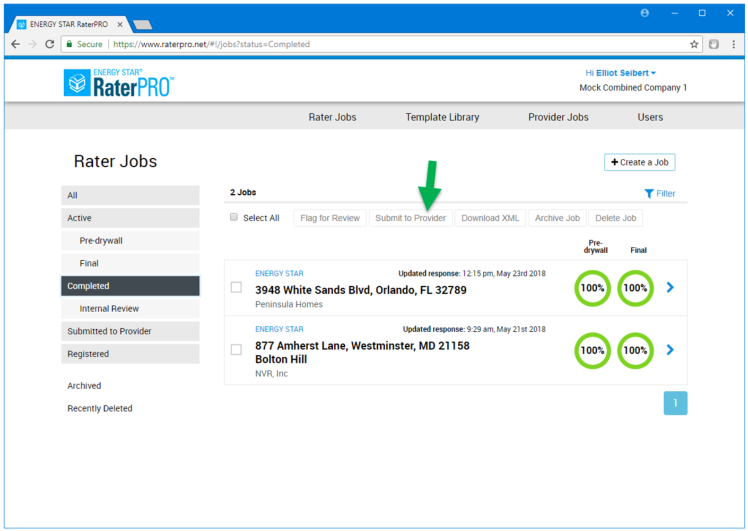 ENERGY STAR RaterPRO
Secure | https://www.raterpro.net/#!/jobs?status=Completed
ENERGY STAR®
RaterPRO™
Hi Elliot Seibert
Mock Combined Company 1
Rater Jobs Template Library Provider Jobs Users
Rater Jobs
+ Create a Job
All
Active
Pre-drywall
Final
Completed
Internal Review
Submitted to Provider
Registered
Archived
Recently Deleted
2 Jobs
Filter
Select All Flag for Review Submit to Provider Download XML Archive Job Delete Job
Pre-
drywall Final
ENERGY STAR Updated response: 12:15 pm, May 23rd 2018
3948 White Sands Blvd, Orlando, FL 32789
Peninsula Homes
100% 100%
ENERGY STAR Updated response: 9:29 am, May 21st 2018
877 Amherst Lane, Westminster, MD 21158
Bolton Hill
NVR, Inc
100% 100%
1